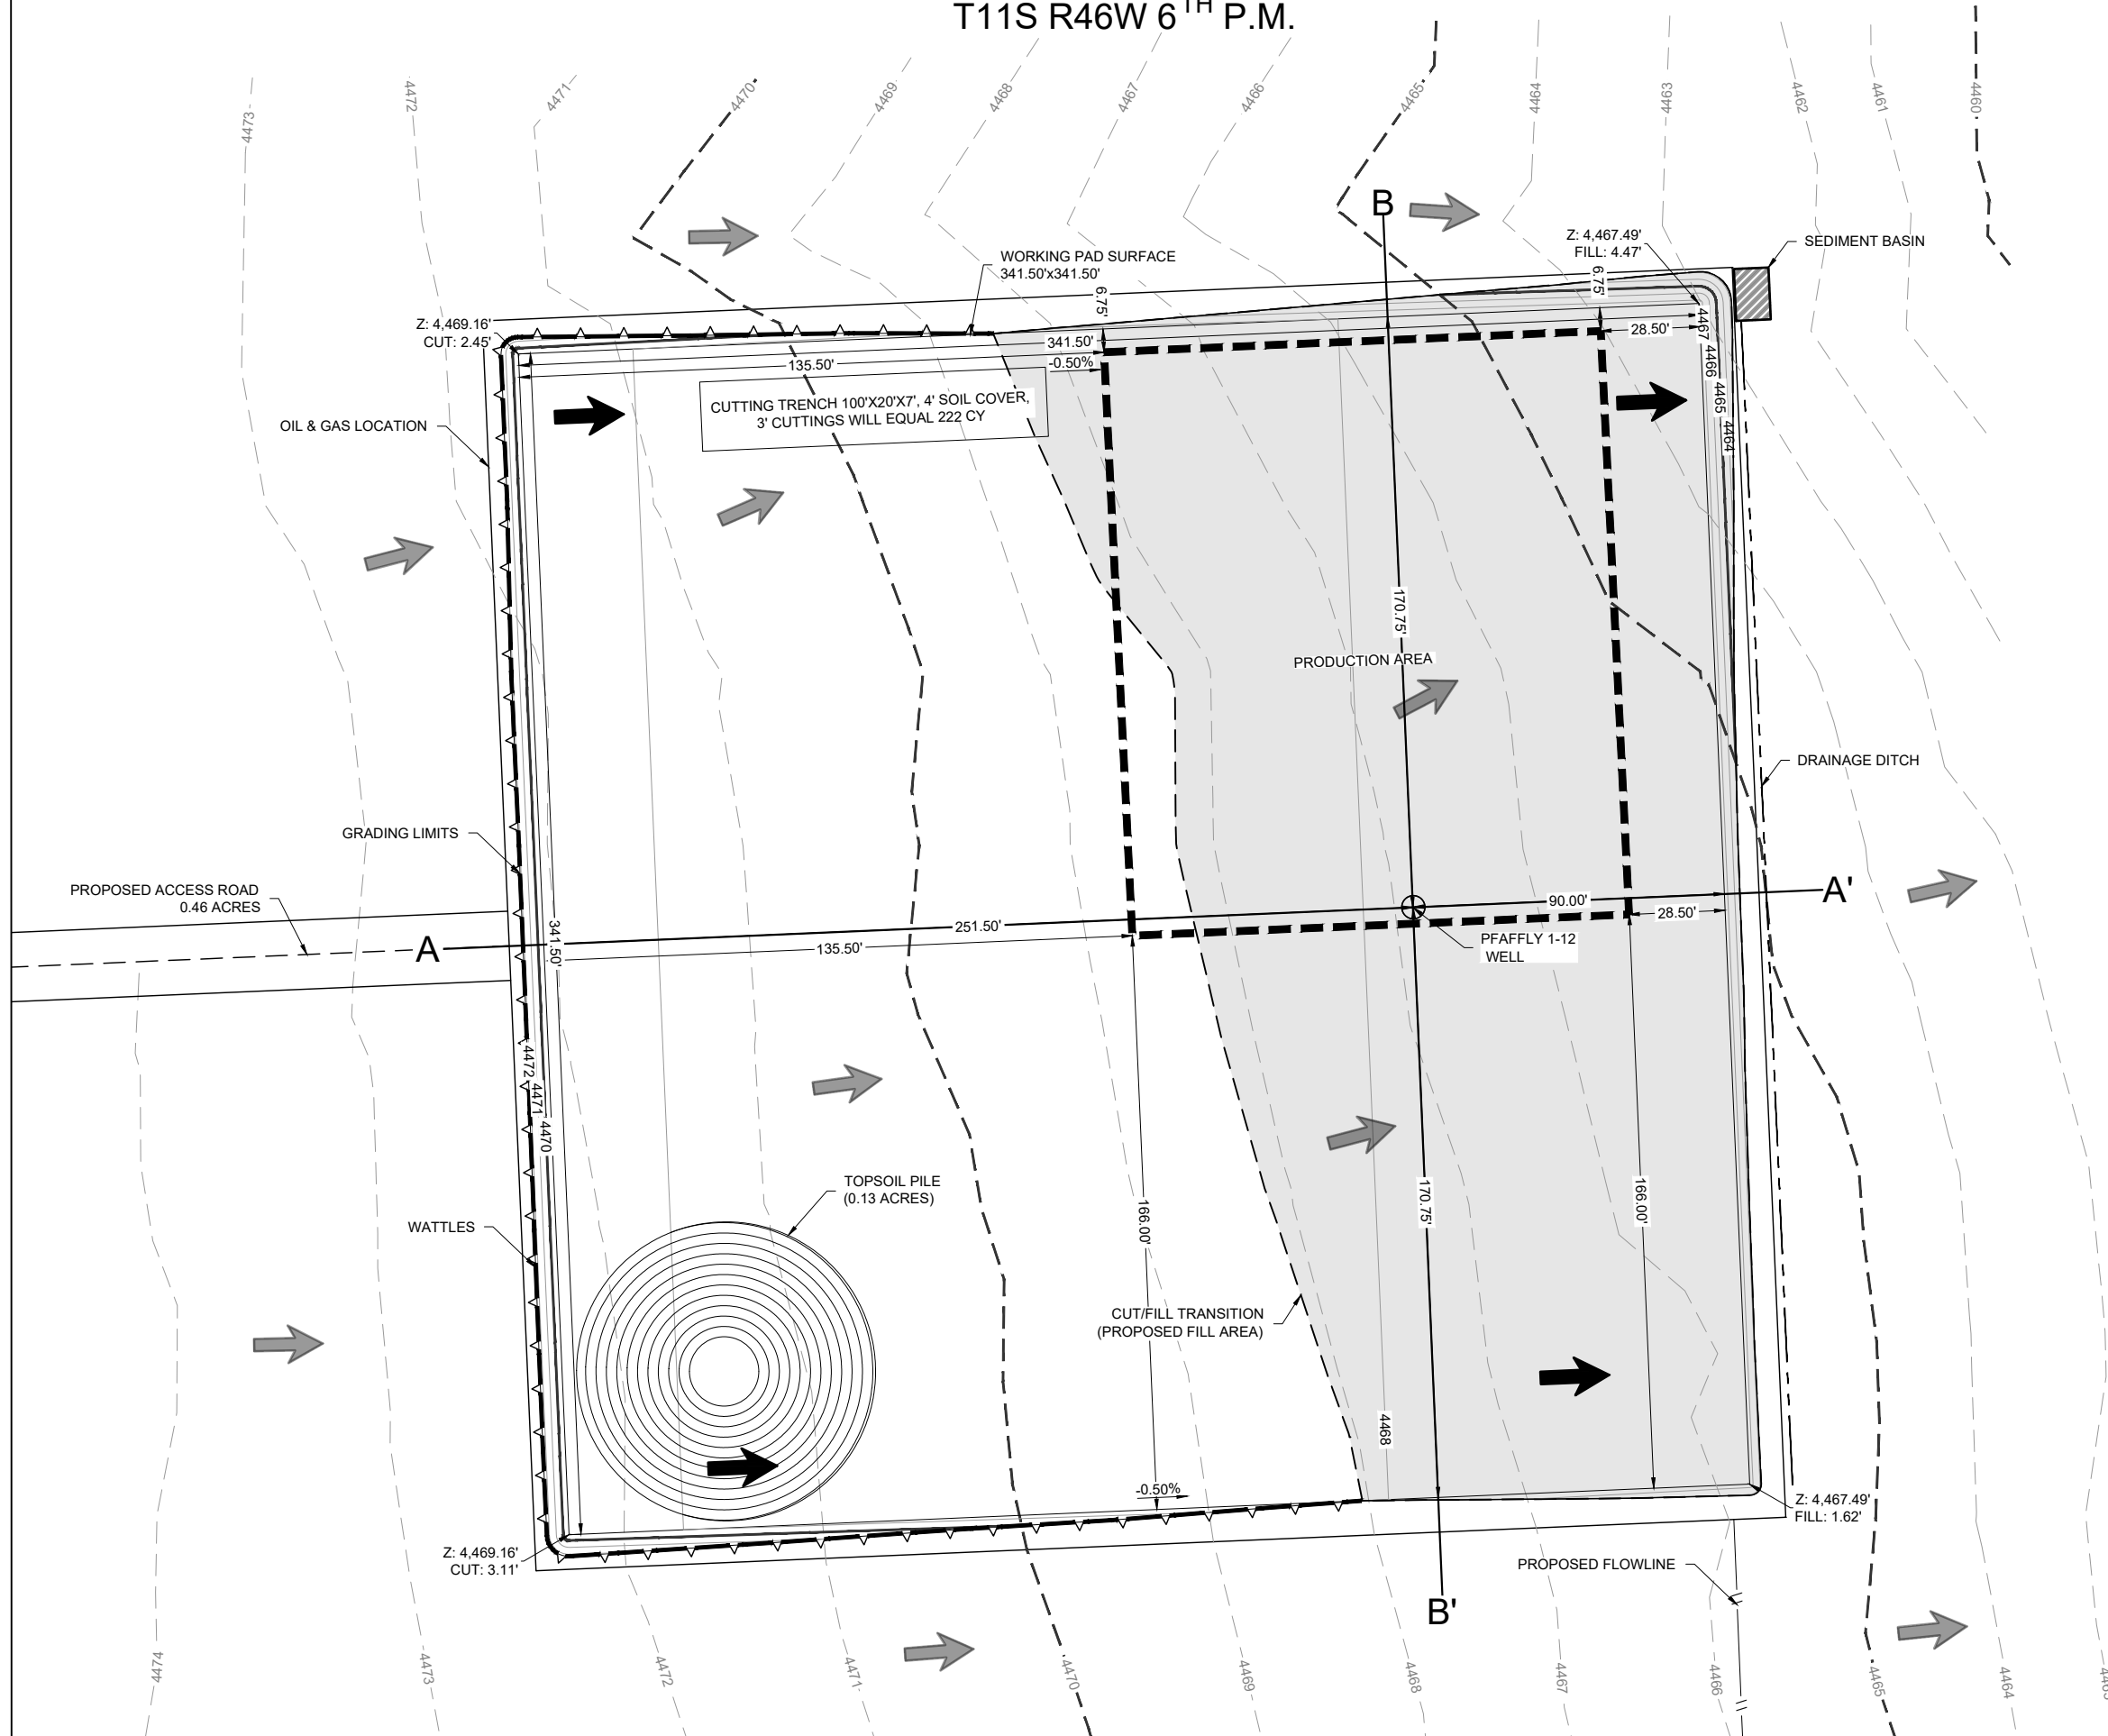 T11S R46W 6TH P.M.
4473
4472
4471
4470
4469
4468
4467
4466
4465
4464
4463
4462
4461
4460
B
Z: 4,467.49'
FILL: 4.47'
SEDIMENT BASIN
WORKING PAD SURFACE
341.50'x341.50'
6.75'
6.75'
Z: 4,469.16'
CUT: 2.45'
341.50'
28.50'
135.50'
-0.50%
4467
4466
4465
4464
CUTTING TRENCH 100'X20'X7', 4' SOIL COVER,
3' CUTTINGS WILL EQUAL 222 CY
OIL & GAS LOCATION
170.75'
PRODUCTION AREA
DRAINAGE DITCH
GRADING LIMITS
PROPOSED ACCESS ROAD
0.46 ACRES
A
A'
90.00'
28.50'
251.50'
135.50'
341.50'
PFAFFLY 1-12
WELL
4472
4471
4470
TOPSOIL PILE
(0.13 ACRES)
WATTLES
166.00'
170.75'
166.00'
CUT/FILL TRANSITION
(PROPOSED FILL AREA)
4468
-0.50%
Z: 4,467.49'
FILL: 1.62'
Z: 4,469.16'
CUT: 3.11'
PROPOSED FLOWLINE
B'
4474
4473
4472
4471
4470
4469
4468
4467
4466
4465
4464